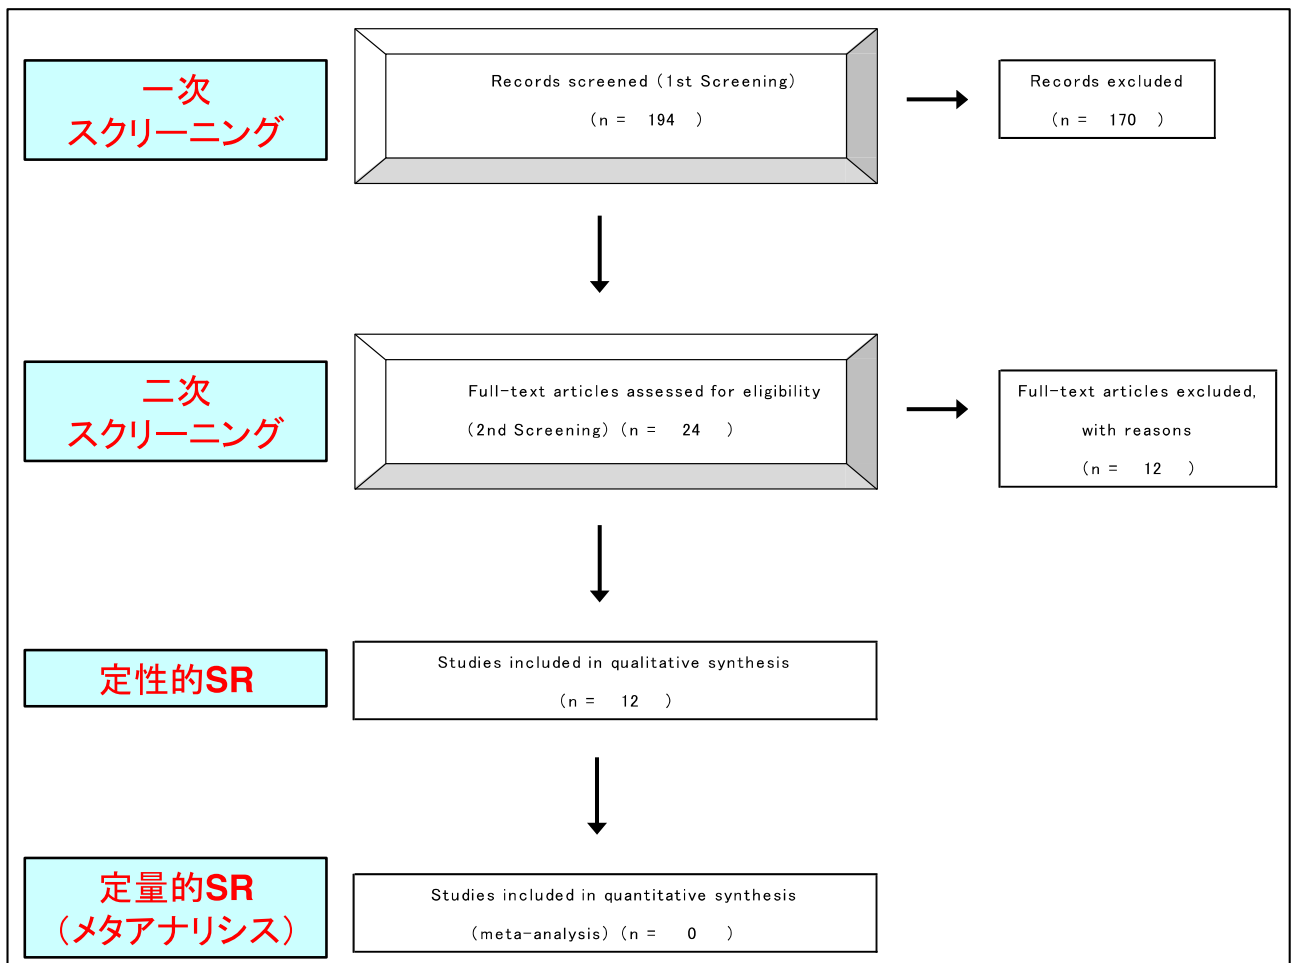 一次
スクリーニング
Records screened (1st Screening)
(n = 194 )
Records excluded
(n = 170 )
二次
スクリーニング
Full-text articles assessed for eligibility
(2nd Screening) (n = 24 )
Full-text articles excluded,
with reasons
(n = 12 )
定性的SR
Studies included in qualitative synthesis
(n = 12 )
定量的SR
(メタアナリシス)
Studies included in quantitative synthesis
(meta-analysis) (n = 0 )